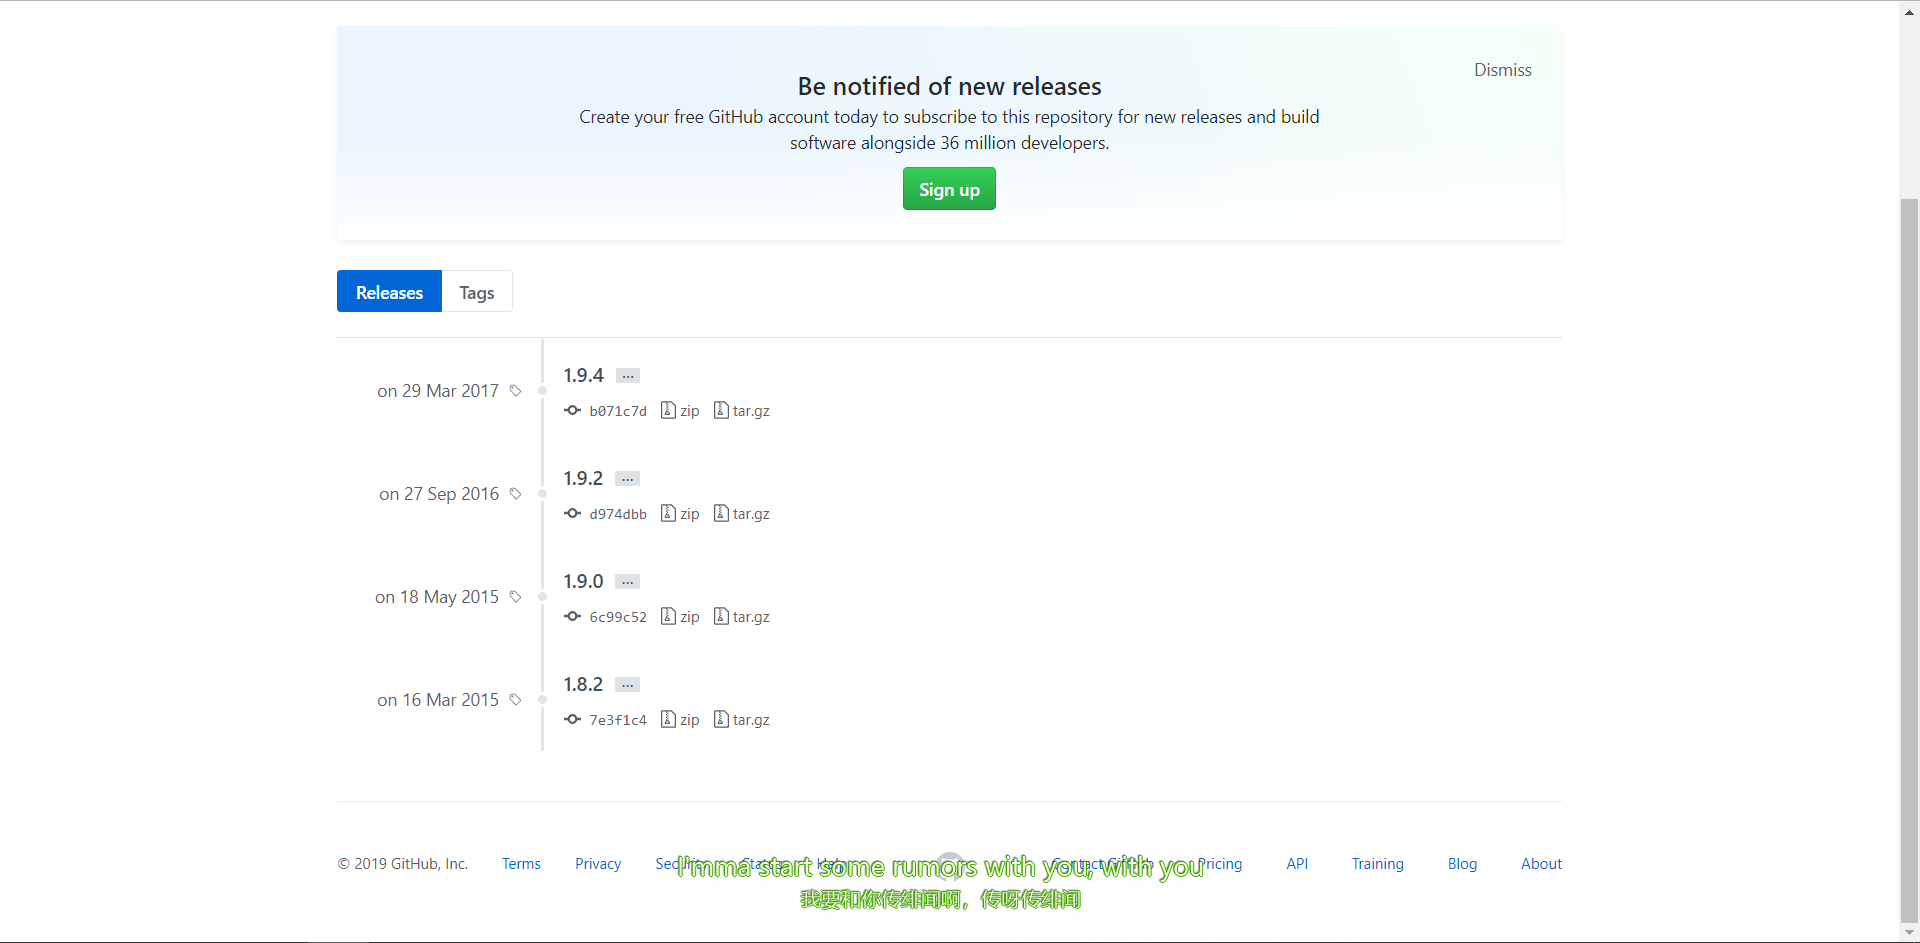 Dismiss
Be notified of new releases
Create your free GitHub account today to subscribe to this repository for new releases and build
software alongside 36 million developers.
Sign up
Releases Tags
on 29 Mar 2017 1.9.4 ...
b071c7d zip tar.gz
on 27 Sep 2016 1.9.2 ...
d974dbb zip tar.gz
on 18 May 2015 1.9.0 ...
6c99c52 zip tar.gz
on 16 Mar 2015 1.8.2 ...
7e3f1c4 zip tar.gz
© 2019 GitHub, Inc. Terms Privacy Security Status Help Contact GitHub Pricing API Training Blog About
I'mma start some rumors with you, with you
我要和你传绯闻啊，传呀传绯闻